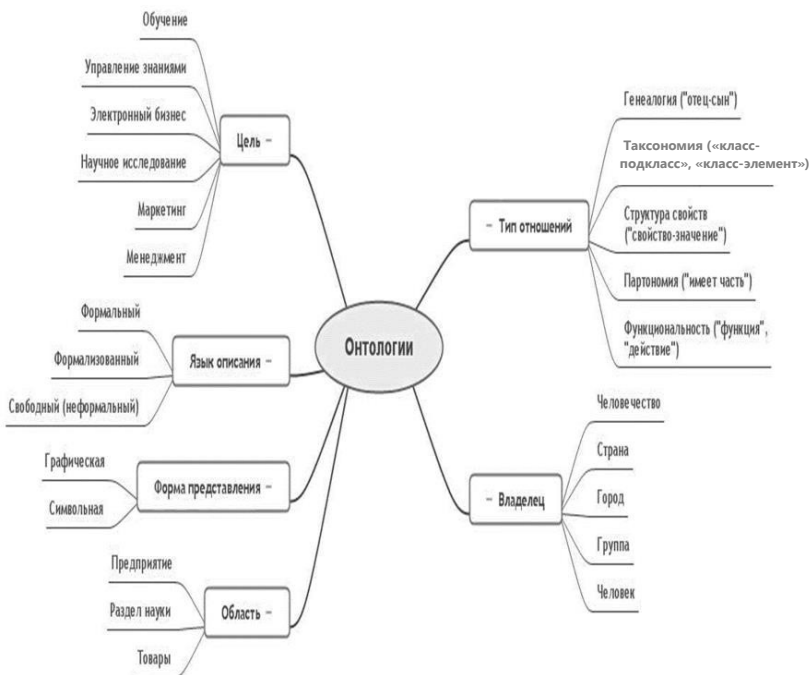 Обучение
Управление знаниями
Электронный бизнес
Научное исследование
Маркетинг
Менеджмент
Цель –
Формальный
Формализованный
Свободный (неформальный)
Язык описания –
Графическая
Символьная
Форма представления –
Предприятие
Раздел науки
Товары
Область –
Онтологии
– Тип отношений
Генеалогия ("отец-сын")
Таксономия («класс-
подкласс», «класс-элемент»)
Структура свойств
("свойство-значение")
Партономия ("имеет часть")
Функциональность ("функция",
"действие")
– Владелец
Человечество
Страна
Город
Группа
Человек